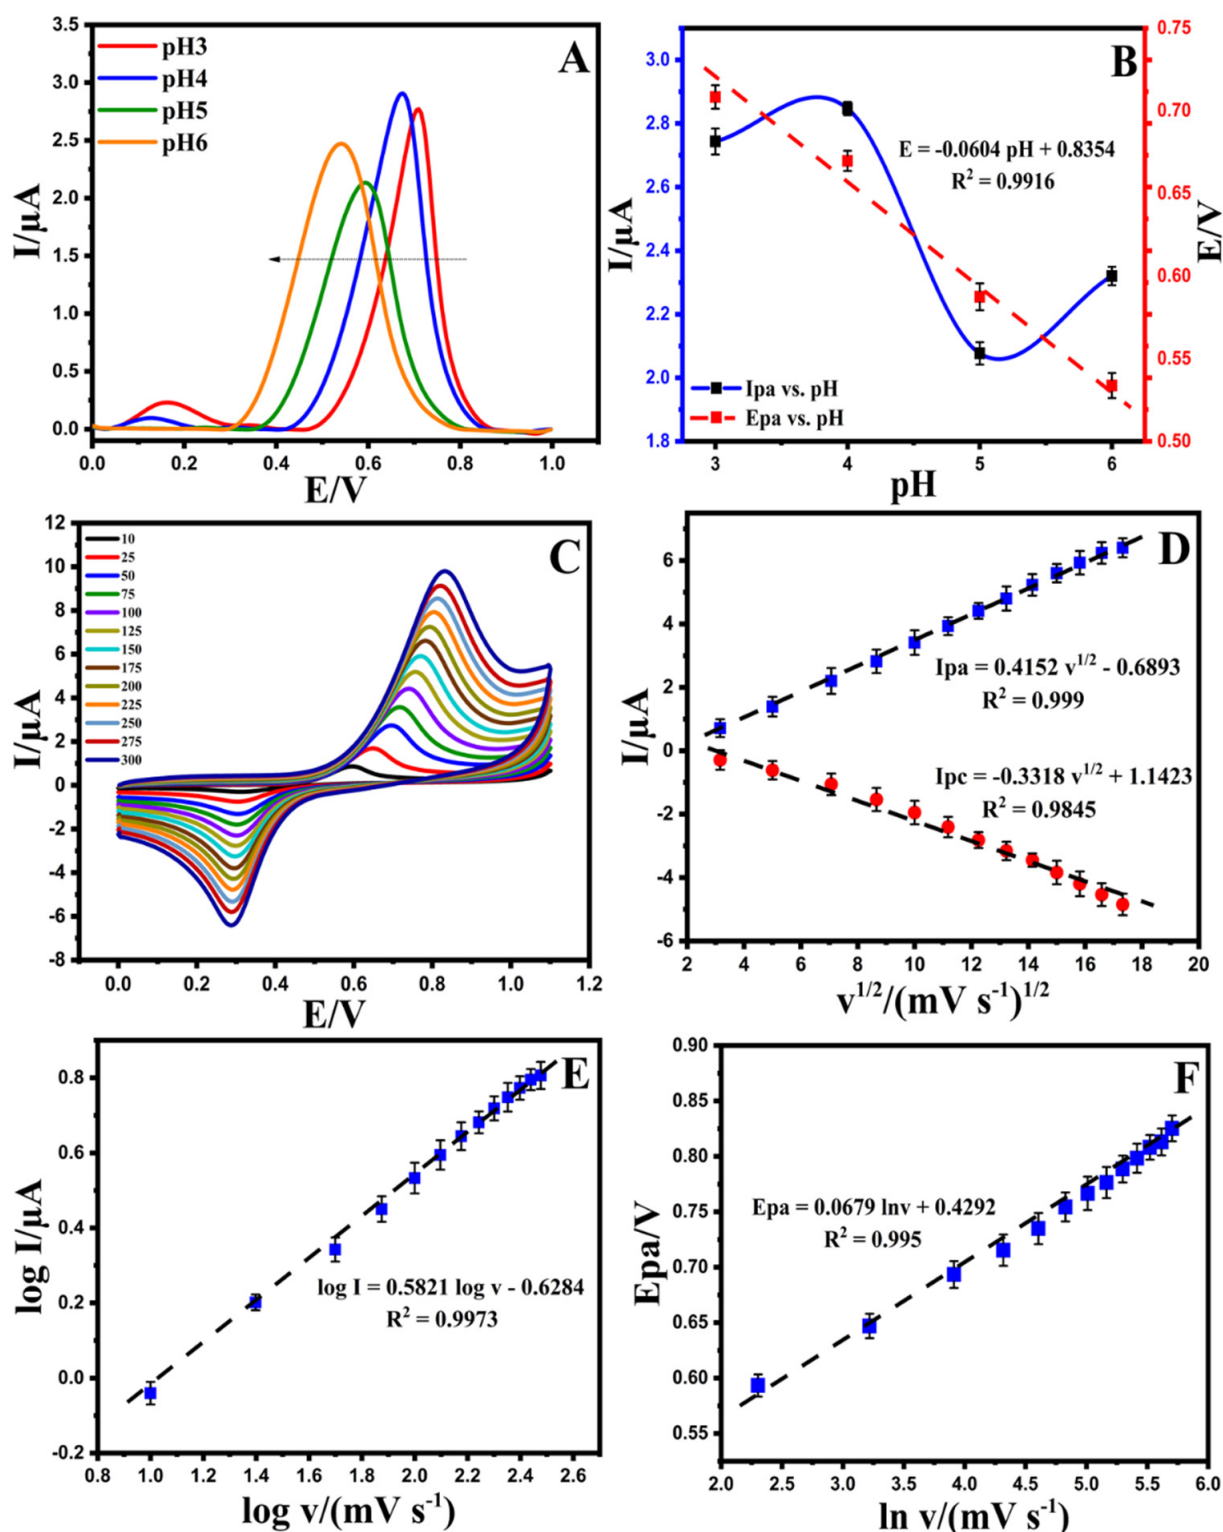 A
pH3
pH4
pH5
pH6
3.5
3.0
2.5
2.0
1.5
1.0
0.5
0.0
I/μA
0.0 0.2 0.4 0.6 0.8 1.0
E/V
B
3.0
2.8
2.6
2.4
2.2
2.0
1.8
I/μA
0.75
0.70
0.65
0.60
0.55
0.50
E/V
E = -0.0604 pH + 0.8354
R² = 0.9916
Ipa vs. pH
Epa vs. pH
3 4 5 6
pH
C
10
25
50
75
100
125
150
175
200
225
250
275
300
12
10
8
6
4
2
0
-2
-4
-6
-8
I/μA
0.0 0.2 0.4 0.6 0.8 1.0 1.2
E/V
D
6
4
2
0
-2
-4
-6
I/μA
Ipa = 0.4152 v^1/2 - 0.6893
R² = 0.999
Ipc = -0.3318 v^1/2 + 1.1423
R² = 0.9845
2 4 6 8 10 12 14 16 18 20
v^1/2/(mV s⁻¹)^1/2
E
0.8
0.6
0.4
0.2
0.0
-0.2
log I/μA
log I = 0.5821 log v - 0.6284
R² = 0.9973
0.8 1.0 1.2 1.4 1.6 1.8 2.0 2.2 2.4 2.6
log v/(mV s⁻¹)
F
0.90
0.85
0.80
0.75
0.70
0.65
0.60
0.55
Epa/V
Epa = 0.0679 lnv + 0.4292
R² = 0.995
2.0 2.5 3.0 3.5 4.0 4.5 5.0 5.5 6.0
ln v/(mV s⁻¹)